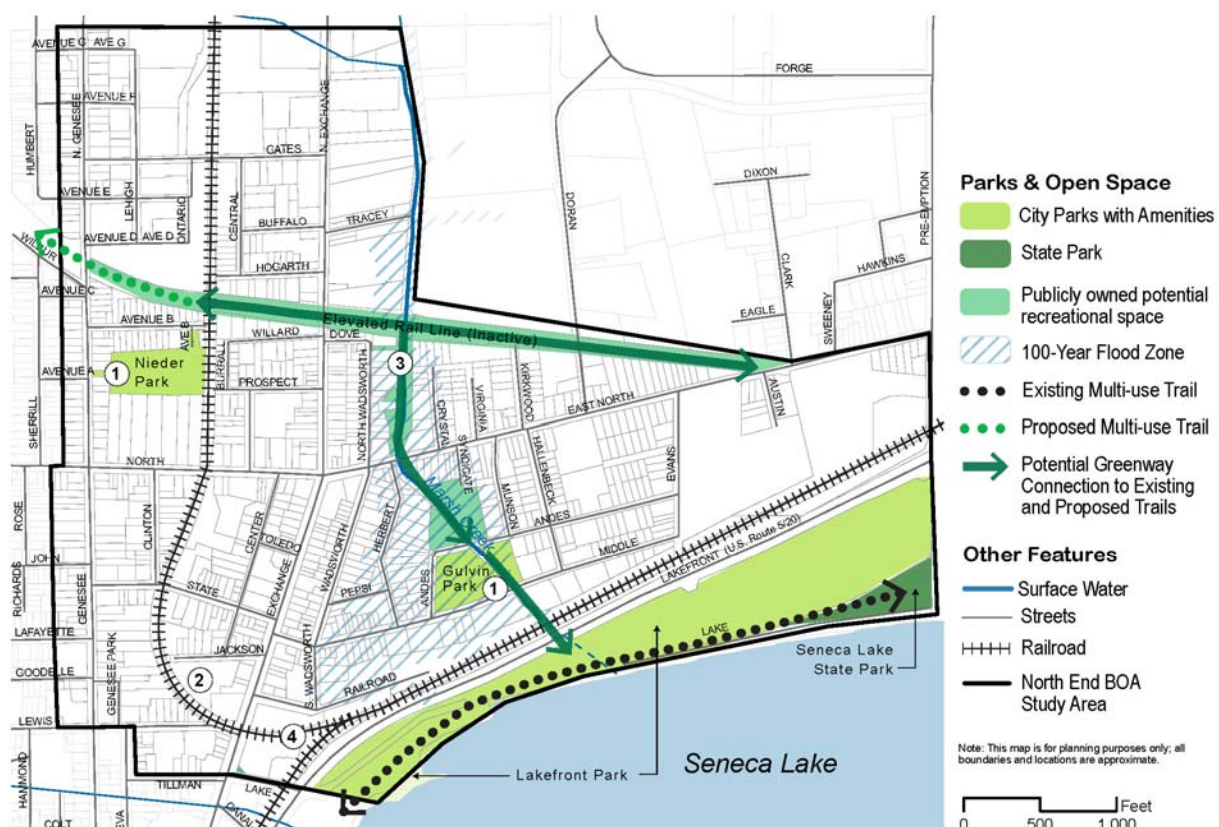 AVENUE G
AVE G
AVENUE F
HUMBERT
N. GENESEE
N. EXCHANGE
FORGE
GATES
AVENUE E
LEHIGH
ONTARIO
CENTRAL
BUFFALO
TRACEY
DORAN
DIXON
CLARK
PRE-EMPTION
AVENUE D
AVE D
WILBUR
HOGARTH
HAWKINS
SWEENEY
EAGLE
AVENUE C
AVENUE B
AVE B
WILLARD
DOVE
Elevated Rail Line (Inactive)
AVENUE A
1
Nieder
Park
BURRALL
PROSPECT
NORTH WADSWORTH
3
CRYSTAL
VIRGINIA
KIRKWOOD
EAST NORTH
AUSTIN
SHERRILL
NORTH
SYNDICATE
HALLENBECK
MUNSON
EVANS
ROSE
CLINTON
CENTER
TOLEDO
WADSWORTH
HERBERT
Marsh Creek
ANDES
MIDDLE
LAKEFRONT (U.S. Route 5/20)
JOHN
RICHARDS
GENESEE
STATE
EXCHANGE
PEPSI
ANDES
Gulvin
Park
1
LAFAYETTE
GENESEE PARK
JACKSON
S. WADSWORTH
RAILROAD
LAKE
Seneca Lake
State Park
GOODELLE
2
LEWIS
4
HAMMOND
TILLMAN
LAKE
CANAL
COLT
Lakefront Park
Seneca Lake
Parks & Open Space
City Parks with Amenities
State Park
Publicly owned potential
recreational space
100-Year Flood Zone
Existing Multi-use Trail
Proposed Multi-use Trail
Potential Greenway
Connection to Existing
and Proposed Trails
Other Features
Surface Water
Streets
Railroad
North End BOA
Study Area
Note: This map is for planning purposes only; all
boundaries and locations are approximate.
Feet
0 500 1,000